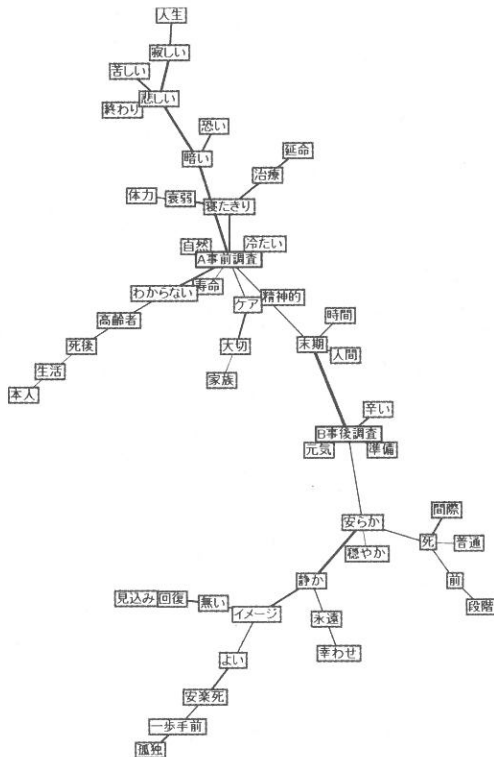 人生
寂しい
苦しい
悲しい
終わり
恐い
暗い
延命
治療
体力
衰弱
寝たきり
自然
冷たい
A事前調査
わからない
寿命
精神的
ケア
高齢者
時間
死後
大切
末期
人間
生活
家族
本人
辛い
B事後調査
元気
準備
間際
安らか
死
普通
穏やか
静か
前
見込み
回復
無い
イメージ
永遠
段階
幸わせ
よい
安楽死
一歩手前
孤独